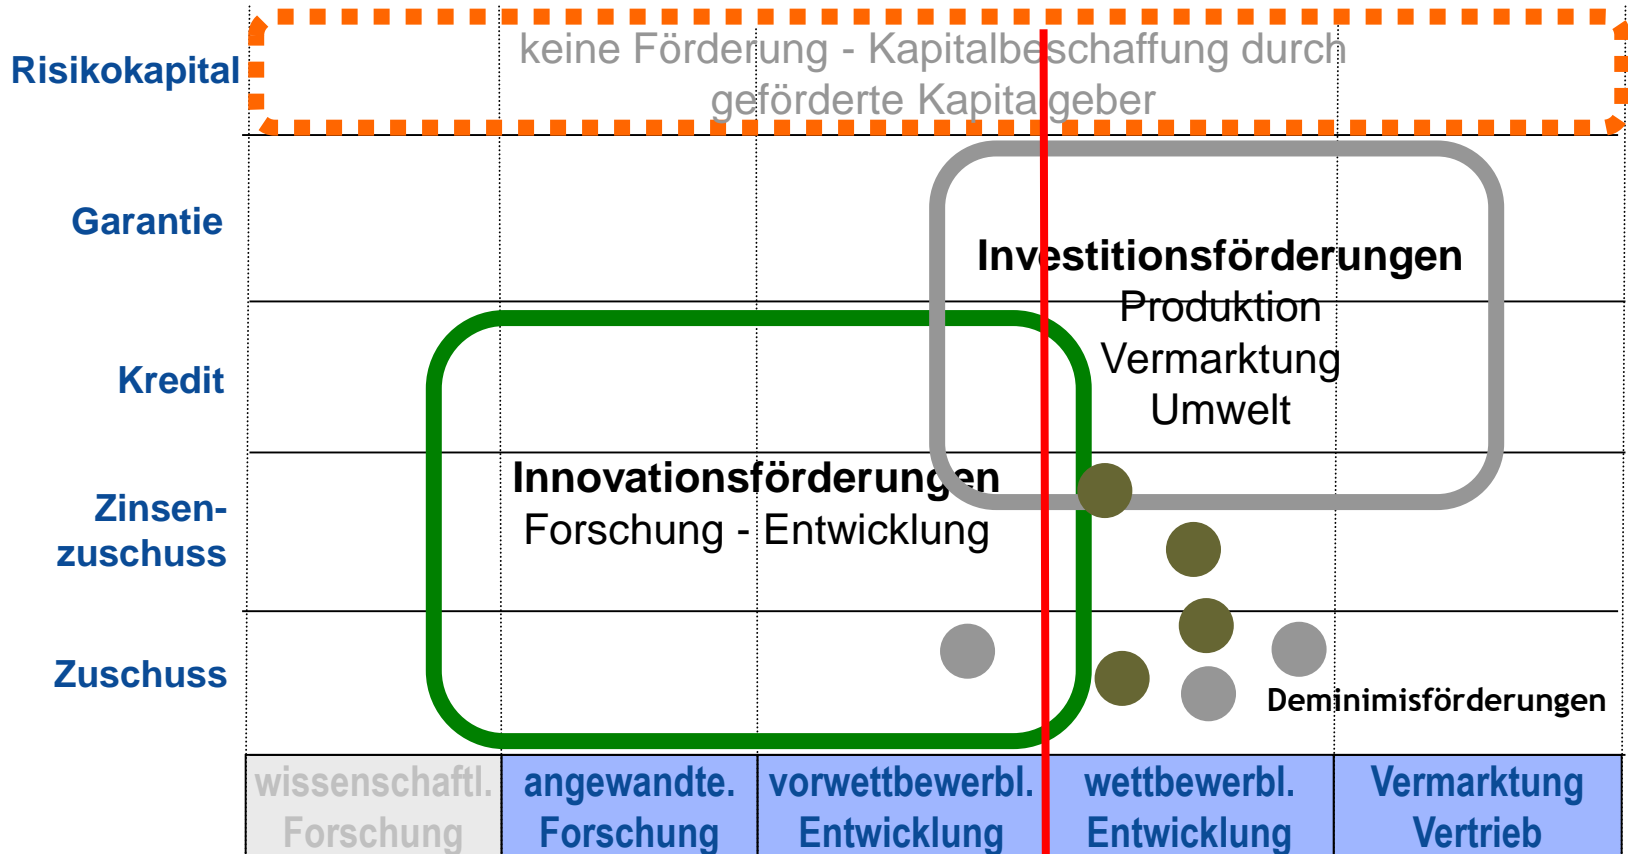 keine Förderung - Kapitalbeschaffung durch
geförderte Kapitalgeber
Risikokapital
Garantie
Investitionsförderungen
Produktion
Vermarktung
Umwelt
Kredit
Innovationsförderungen
Forschung - Entwicklung
Zinsen-
zuschuss
Zuschuss
Deminimisförderungen
wissenschaftl.
Forschung
angewandte.
Forschung
vorwettbewerbl.
Entwicklung
wettbewerbl.
Entwicklung
Vermarktung
Vertrieb